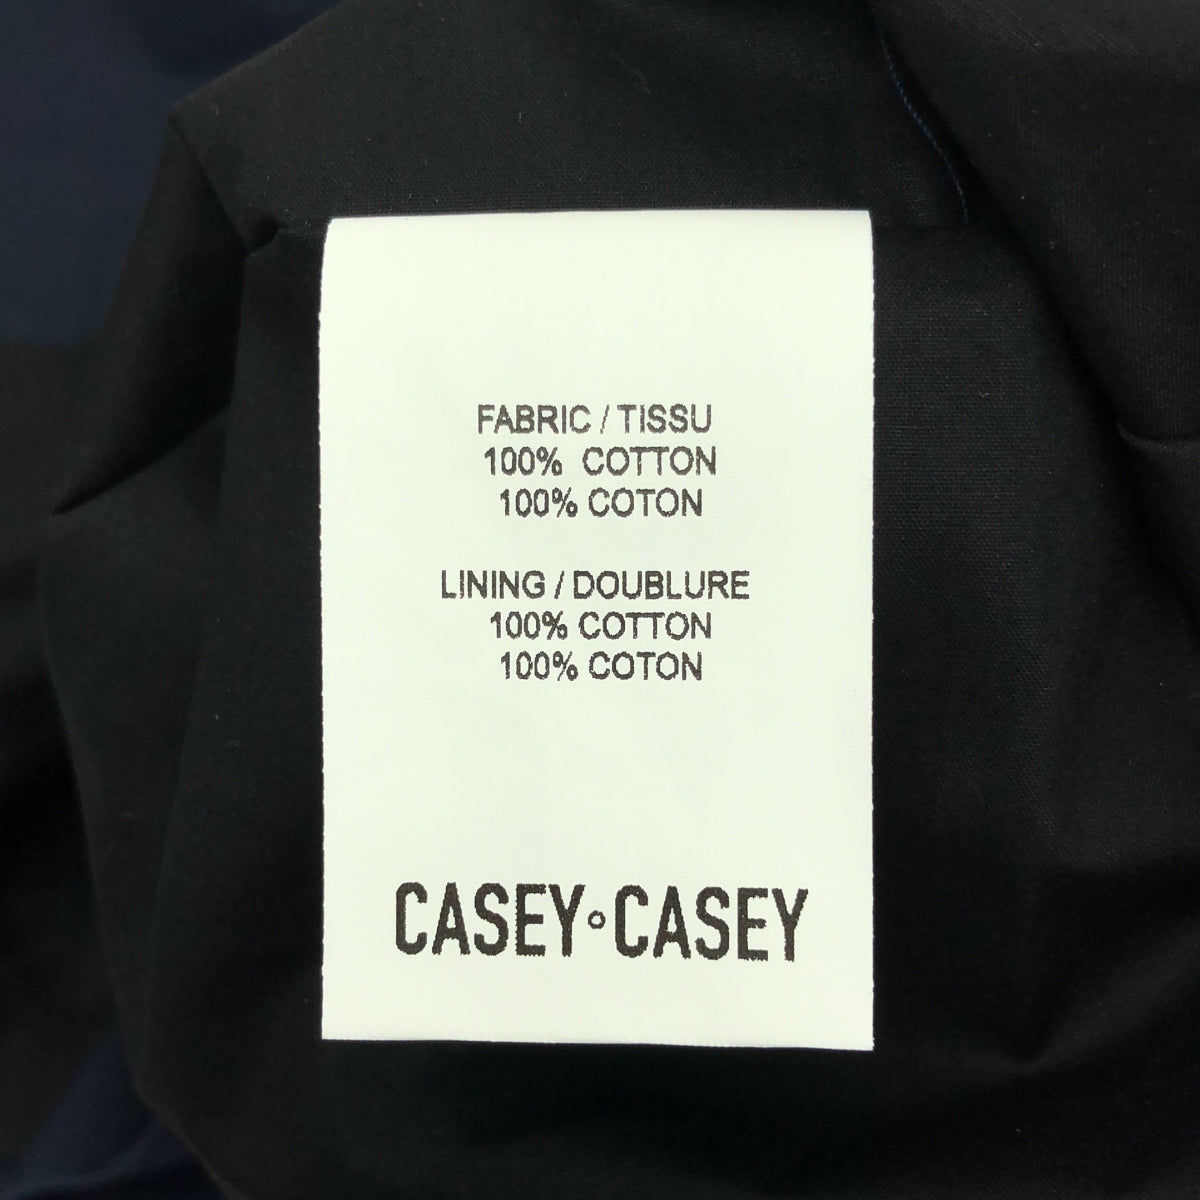 FABRIC / TISSU
100% COTTON
100% COTON
LINING / DOUBLURE
100% COTTON
100% COTON
CASEY°CASEY